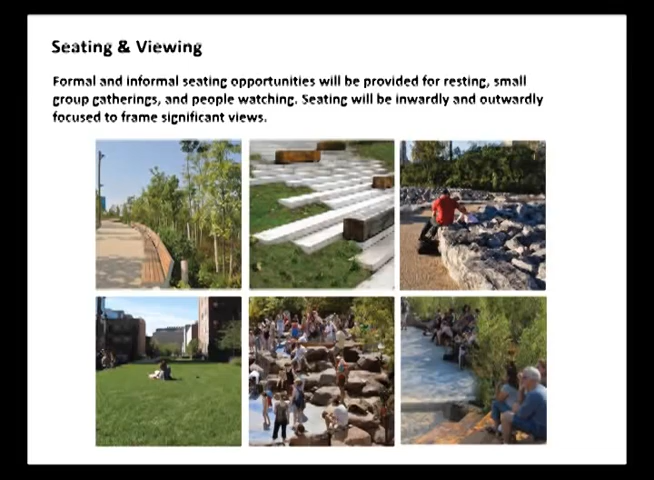 Seating & Viewing
Formal and informal seating opportunities will be provided for resting, small
group gatherings, and people watching. Seating will be inwardly and outwardly
focused to frame significant views.